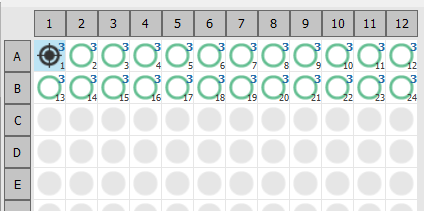 1 2 3 4 5 6 7 8 9 10 11 12
A 3 3 3 3 3 3 3 3 3 3 3 3
1 2 3 4 5 6 7 8 9 10 11 12
B 3 3 3 3 3 3 3 3 3 3 3 3
13 14 15 16 17 18 19 20 21 22 23 24
C
D
E